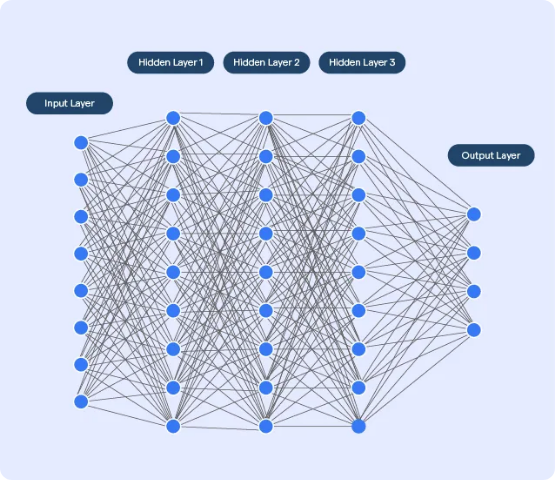 Hidden Layer 1
Hidden Layer 2
Hidden Layer 3
Input Layer
Output Layer